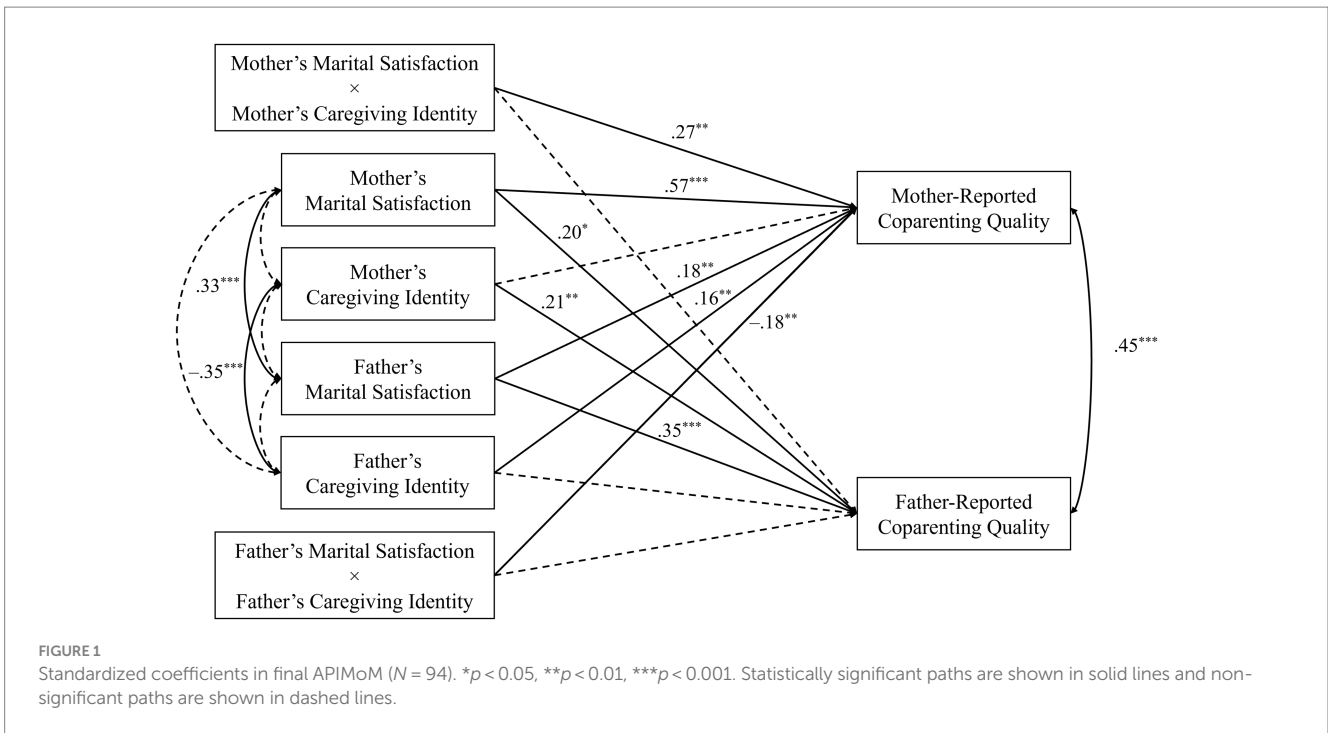 Mother’s Marital Satisfaction
×
Mother’s Caregiving Identity
.27**
Mother’s
Marital Satisfaction
.57***
Mother-Reported
Coparenting Quality
.20*
Mother’s
Caregiving Identity
.18**
.33***
.21**
.16**
–.18**
Father’s
Marital Satisfaction
.45***
–.35***
.35***
Father’s
Caregiving Identity
Father-Reported
Coparenting Quality
Father’s Marital Satisfaction
×
Father’s Caregiving Identity
FIGURE 1
Standardized coefficients in final APIMoM (N = 94). *p < 0.05, **p < 0.01, ***p < 0.001. Statistically significant paths are shown in solid lines and non-
significant paths are shown in dashed lines.